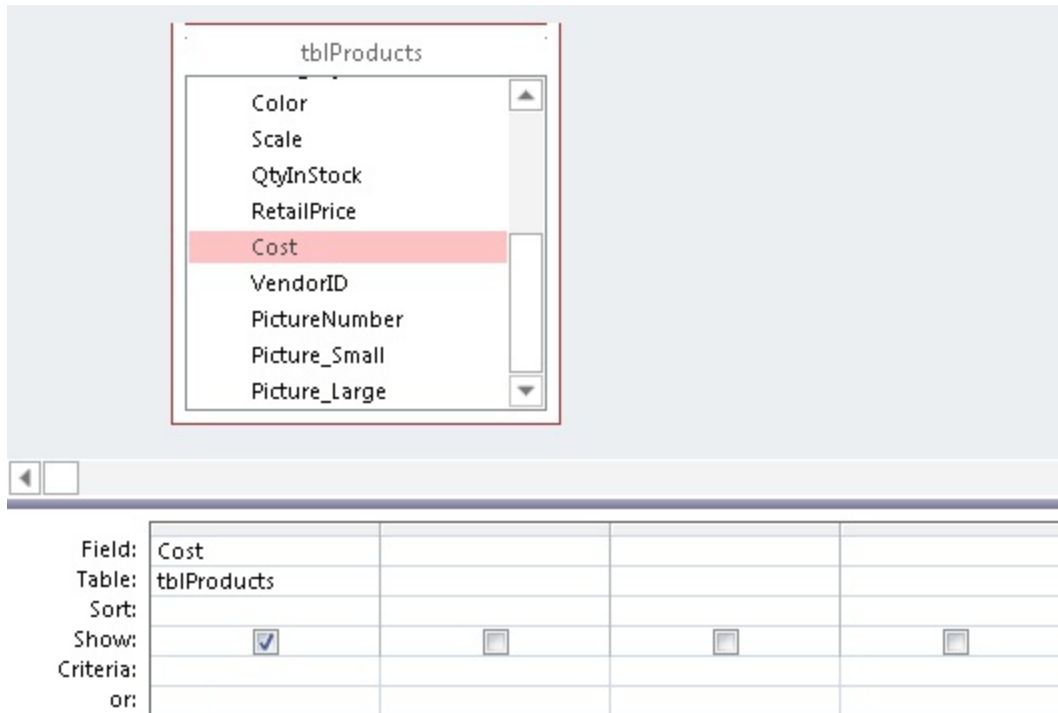 tblProducts
Color
Scale
QtyInStock
RetailPrice
Cost
VendorID
PictureNumber
Picture_Small
Picture_Large
Field: Cost
Table: tblProducts
Sort:
Show:
Criteria:
or: